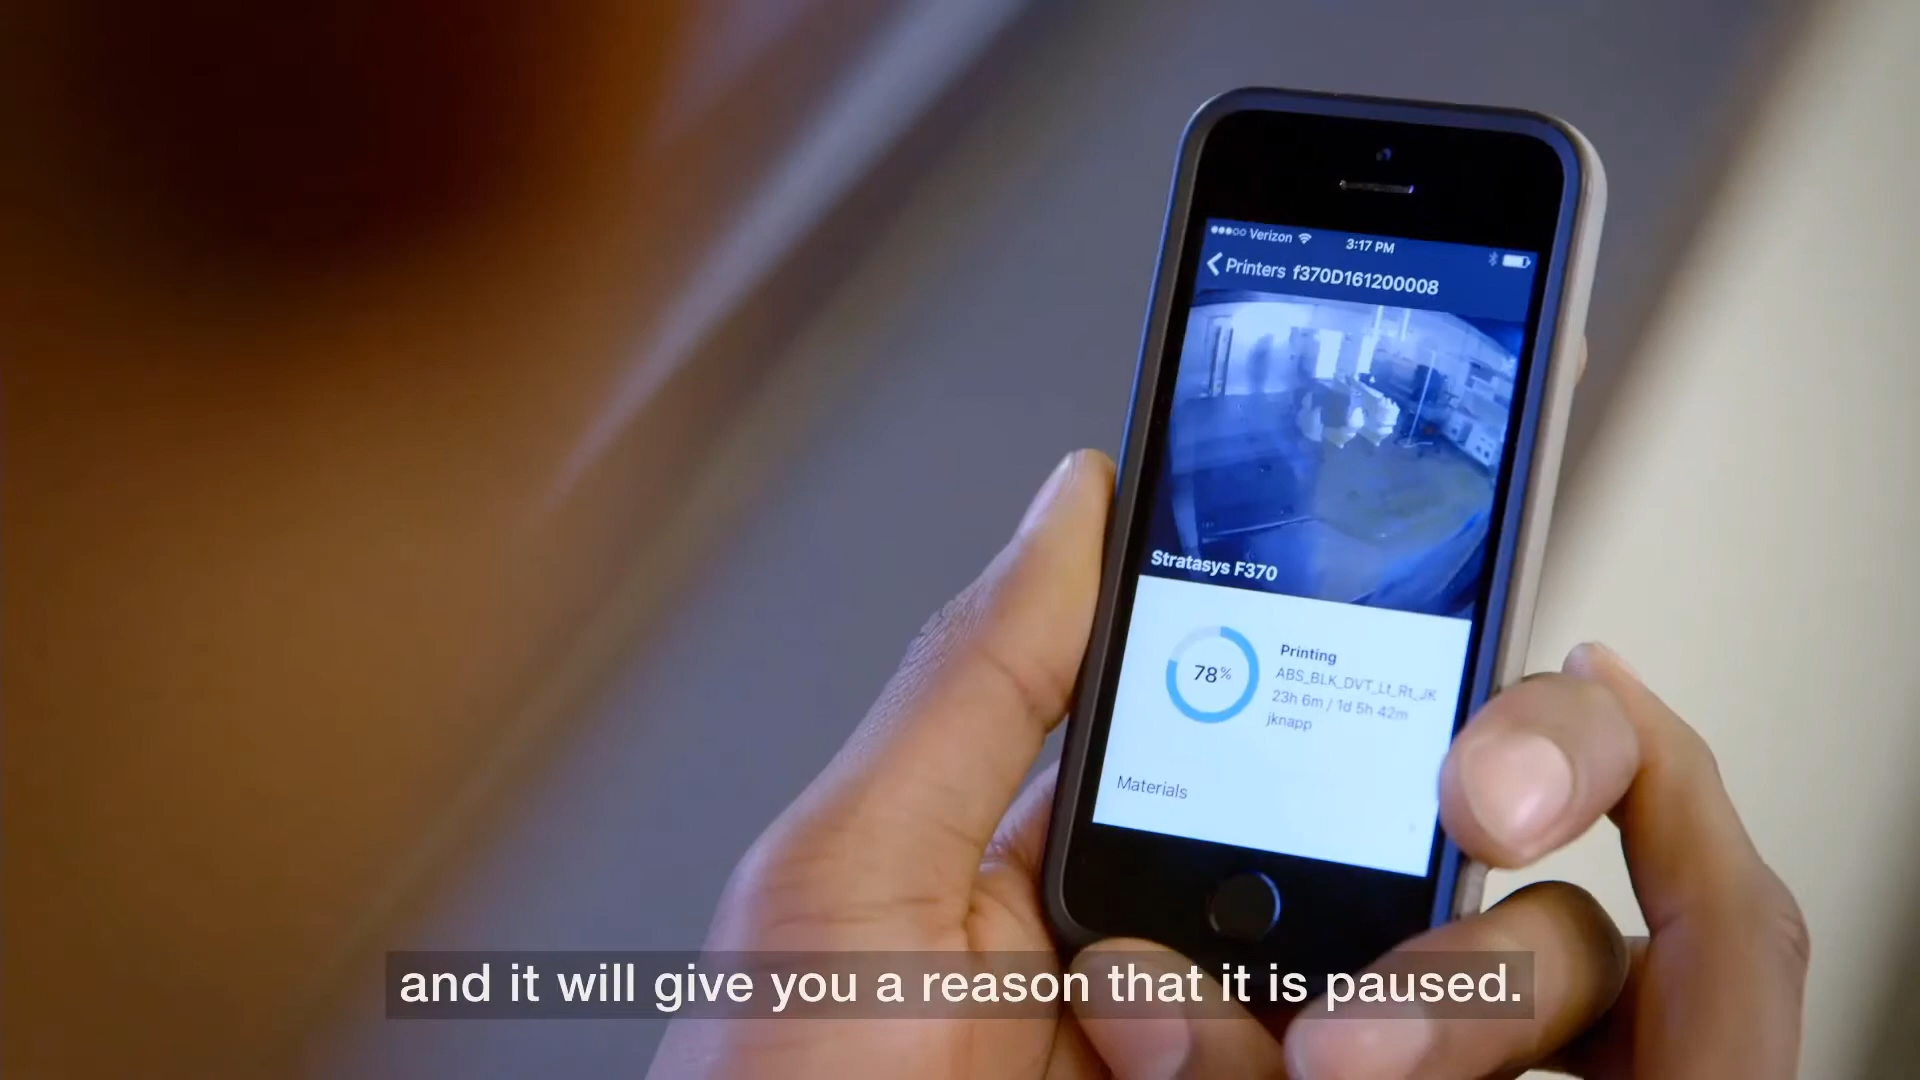 Verizon
3:17 PM
Printers f370D161200008
Stratasys F370
78%
Printing
ABS_BLK_DVT_Lt_Rt_JK
23h 6m / 1d 5h 42m
jknapp
Materials
and it will give you a reason that it is paused.